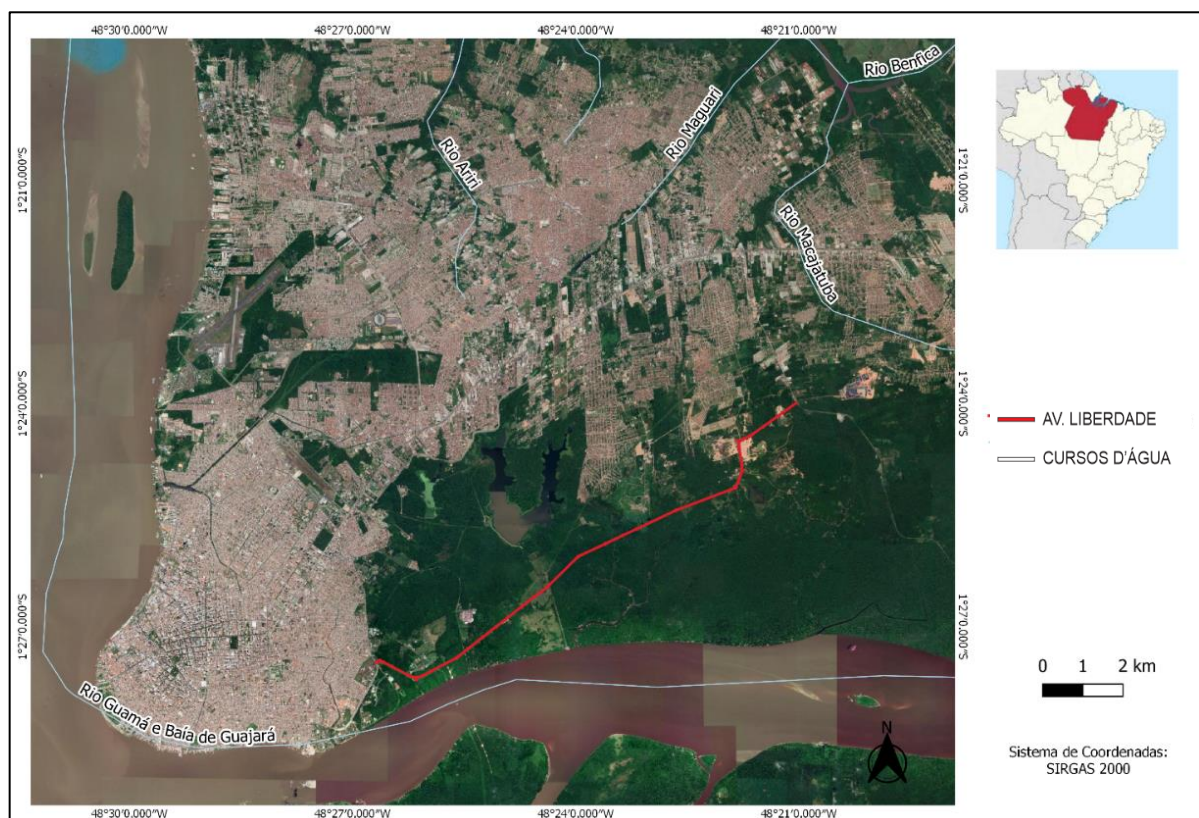 48°30'0.000"W
48°27'0.000"W
48°24'0.000"W
48°21'0.000"W
1°21'0.000"S
1°24'0.000"S
1°27'0.000"S
Rio Ariri
Rio Maguari
Rio Benfica
Rio Macajatuba
Rio Guamá e Baía de Guajará
1°21'0.000"S
1°24'0.000"S
1°27'0.000"S
48°30'0.000"W
48°27'0.000"W
48°24'0.000"W
48°21'0.000"W
N
AV. LIBERDADE
CURSOS D'ÁGUA
0 1 2 km
Sistema de Coordenadas:
SIRGAS 2000